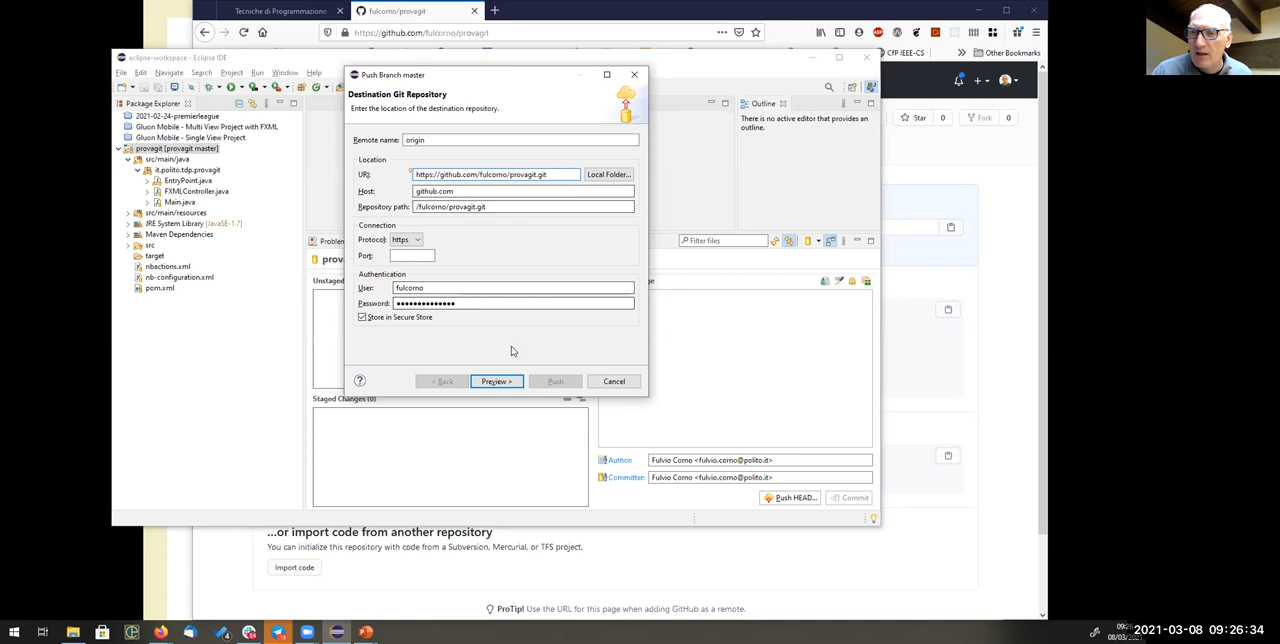 Tecniche di Programmazione
fulcorno/provagit
https://github.com/fulcorno/provagit
CfP IEEE-CS
Other Bookmarks
eclipse-workspace - Eclipse IDE
File Edit Navigate Search Project Run Window Help
Package Explorer
2021-02-24-premierleague
Gluon Mobile - Multi View Project with FXML
Gluon Mobile - Single View Project
provagit [provagit master]
src/main/java
it.polito.tdp.provagit
EntryPoint.java
FXMLController.java
Main.java
src/main/resources
JRE System Library [JavaSE-1.7]
Maven Dependencies
src
target
nbactions.xml
nb-configuration.xml
pom.xml
Push Branch master
Destination Git Repository
Enter the location of the destination repository.
Remote name: origin
Location
URI: https://github.com/fulcorno/provagit.git Local Folder...
Host: github.com
Repository path: /fulcorno/provagit.git
Connection
Protocol: https
Port:
Authentication
User: fulcorno
Password: ●●●●●●●●●●●●●●
Store in Secure Store
< Back Preview > Push Cancel
Outline
There is no active editor that provides an
outline.
Star 0 Fork 0
Problem
Filter files
Staged Changes (0)
Author: Fulvio Corno <fulvio.corno@polito.it>
Committer: Fulvio Corno <fulvio.corno@polito.it>
Push HEAD... Commit
...or import code from another repository
You can initialize this repository with code from a Subversion, Mercurial, or TFS project.
Import code
ProTip! Use the URL for this page when adding GitHub as a remote.
2021-03-08 09:26:34